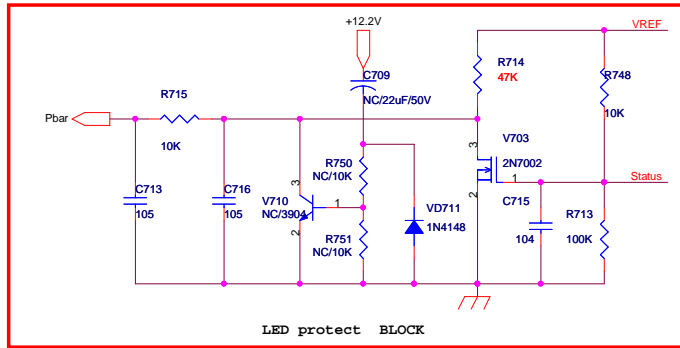 +12.2V
VREF
C709
R714
47K
R748
NC/22uF/50V
R715
10K
Pbar
10K
V703
3
2N7002
R750
NC/10K
1
Status
2
3
C713
105
C716
105
V710
NC/3904
1
VD711
1N4148
C715
104
R713
100K
2
R751
NC/10K
LED protect BLOCK